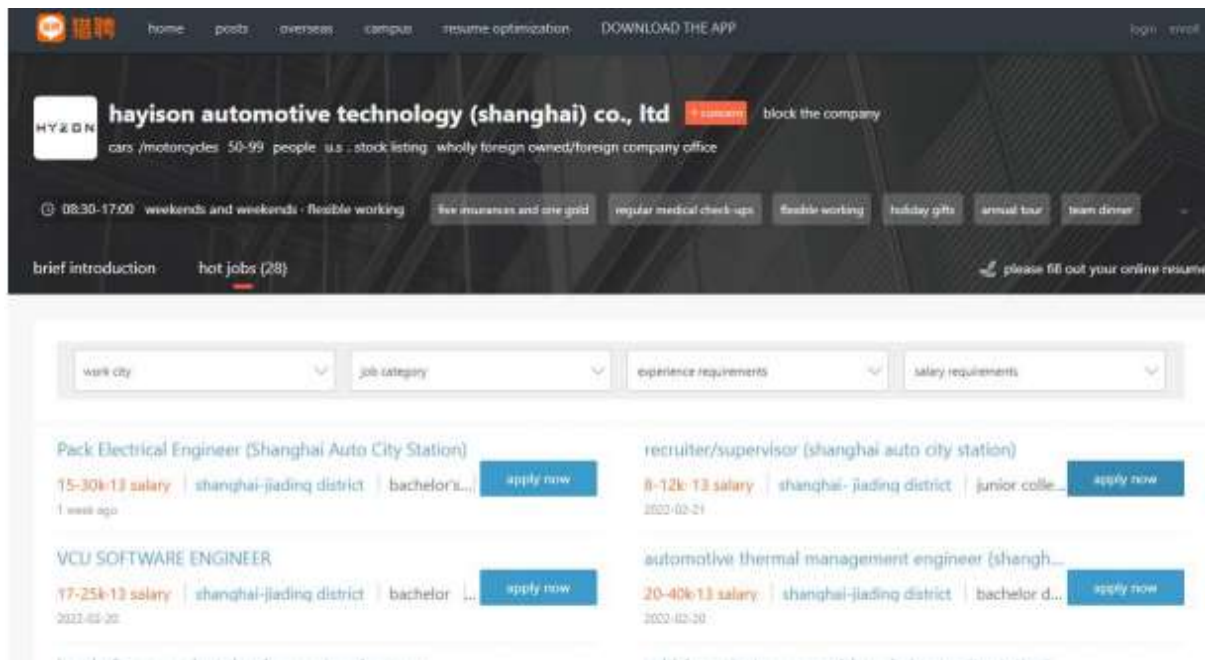 猎聘 home posts overseas campus resume optimization DOWNLOAD THE APP login enroll
HYZON
hayison automotive technology (shanghai) co., ltd + concern block the company
cars /motorcycles 50-99 people u.s . stock listing wholly foreign owned/foreign company office
08:30-17:00 weekends and weekends · flexible working five insurances and one gold regular medical check-ups flexible working holiday gifts annual tour team dinner
brief introduction hot jobs (28) please fill out your online resume
work city job category experience requirements salary requirements
Pack Electrical Engineer (Shanghai Auto City Station) recruiter/supervisor (shanghai auto city station)
15-30k·13 salary shanghai-jiading district bachelor's... apply now 8-12k· 13 salary shanghai- jiading district junior colle... apply now
1 week ago 2022-02-21
VCU SOFTWARE ENGINEER automotive thermal management engineer (shangh...
17-25k·13 salary shanghai-jiading district bachelor ... apply now 20-40k·13 salary shanghai-jiading district bachelor d... apply now
2022-02-20 2022-02-20